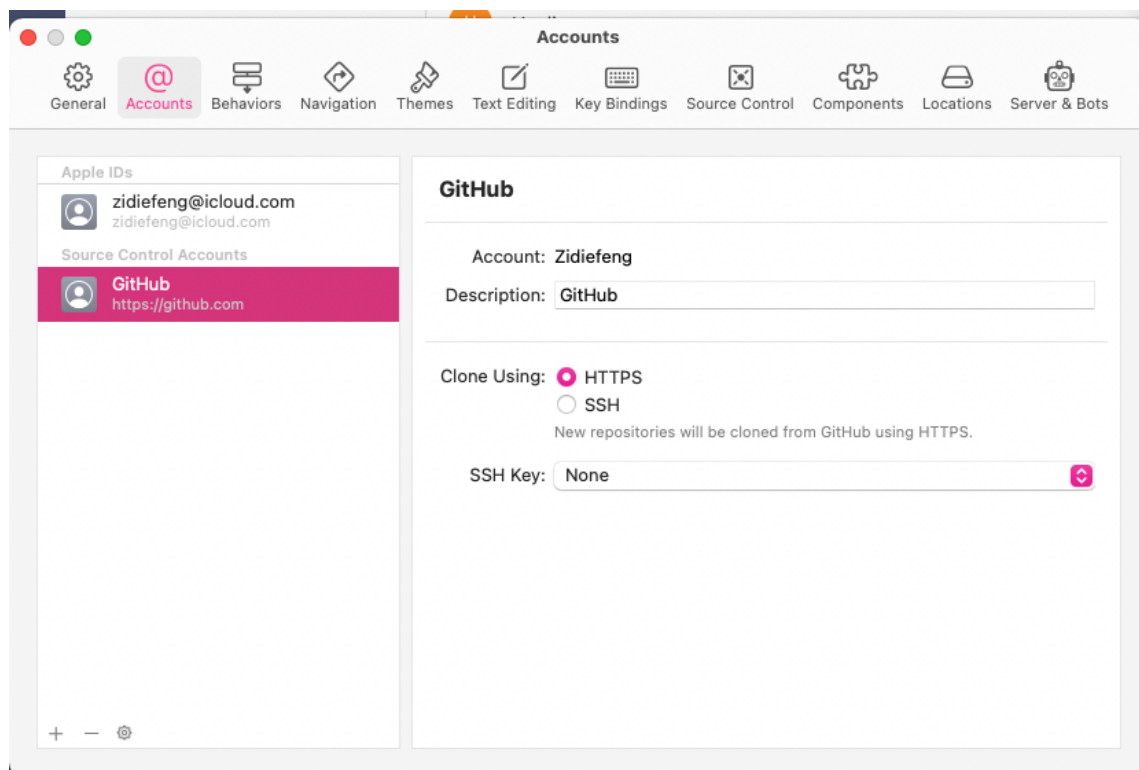 Accounts
General Accounts Behaviors Navigation Themes Text Editing Key Bindings Source Control Components Locations Server & Bots
Apple IDs
zidiefeng@icloud.com
zidiefeng@icloud.com
Source Control Accounts
GitHub
https://github.com
GitHub
Account: Zidiefeng
Description: GitHub
Clone Using: HTTPS
SSH
New repositories will be cloned from GitHub using HTTPS.
SSH Key: None